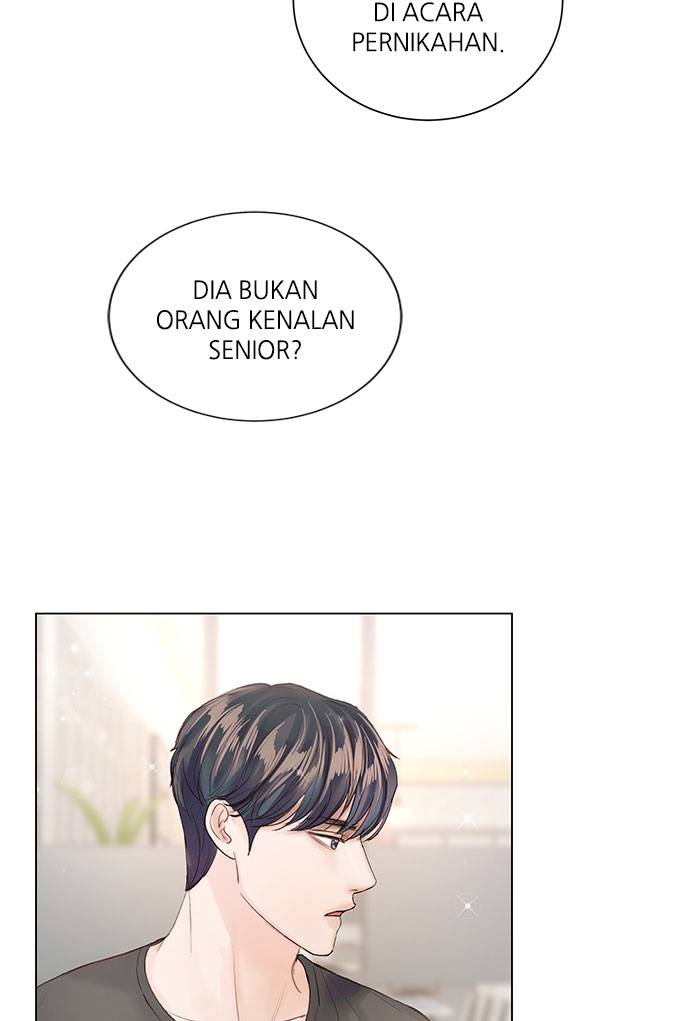 DI ACARA
PERNIKAHAN.
DIA BUKAN
ORANG KENALAN
SENIOR?